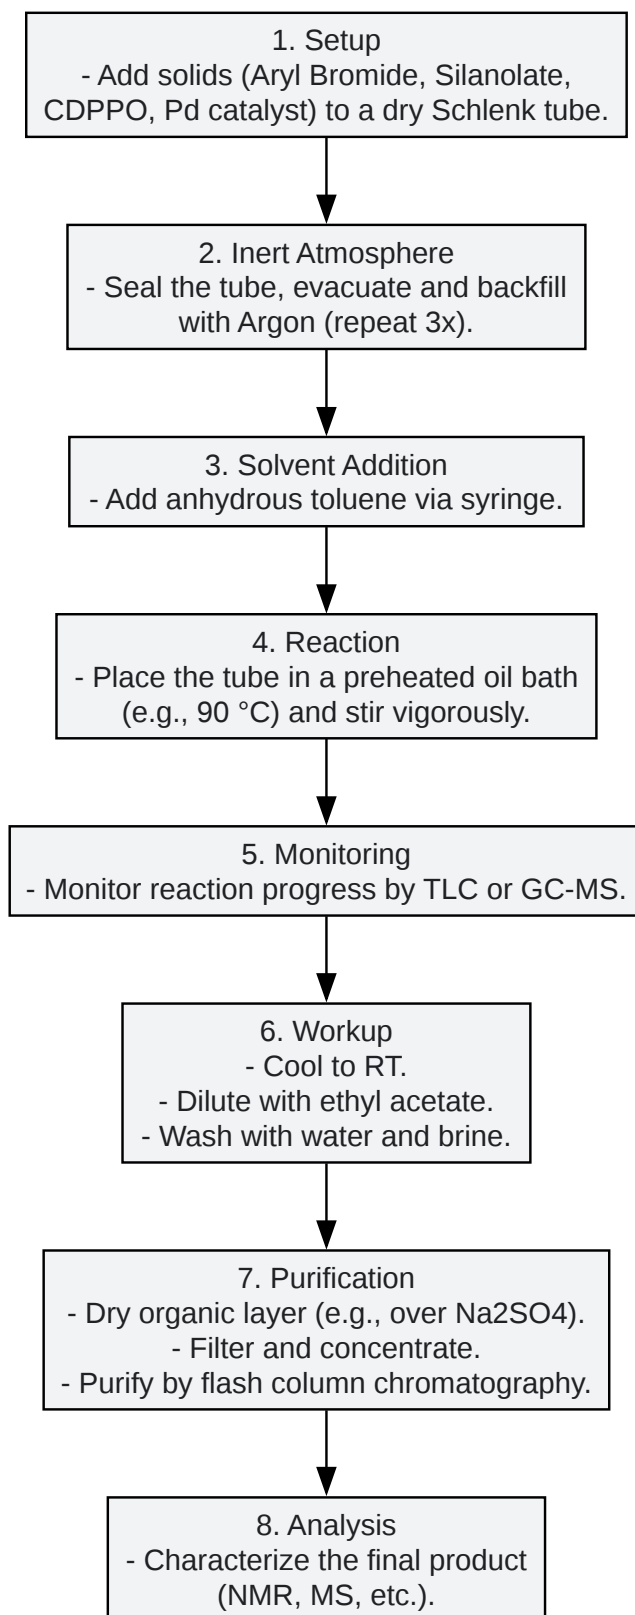 1. Setup
- Add solids (Aryl Bromide, Silanolate,
CDPPO, Pd catalyst) to a dry Schlenk tube.
2. Inert Atmosphere
- Seal the tube, evacuate and backfill
with Argon (repeat 3x).
3. Solvent Addition
- Add anhydrous toluene via syringe.
4. Reaction
- Place the tube in a preheated oil bath
(e.g., 90 °C) and stir vigorously.
5. Monitoring
- Monitor reaction progress by TLC or GC-MS.
6. Workup
- Cool to RT.
- Dilute with ethyl acetate.
- Wash with water and brine.
7. Purification
- Dry organic layer (e.g., over Na2SO4).
- Filter and concentrate.
- Purify by flash column chromatography.
8. Analysis
- Characterize the final product
(NMR, MS, etc.).